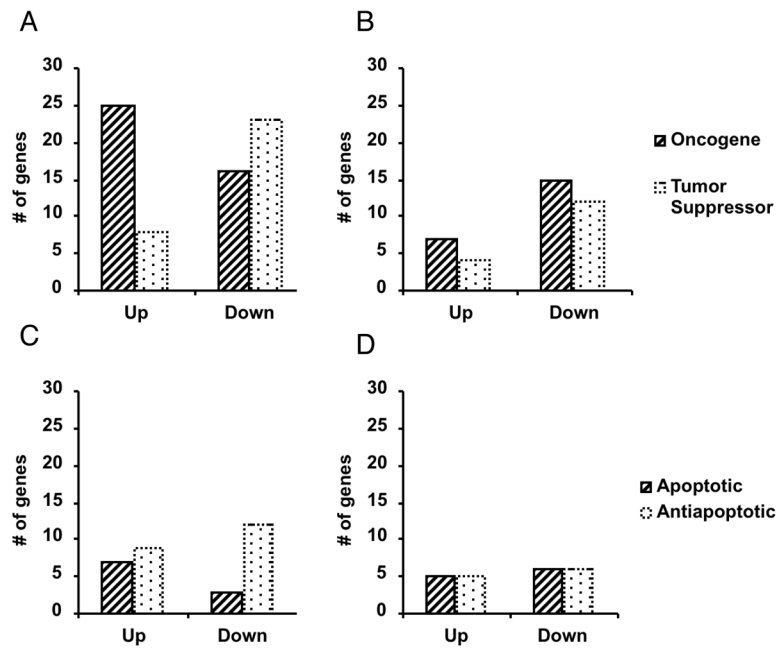 A
B
# of genes
30
25
20
15
10
5
0
Up
Down
# of genes
30
25
20
15
10
5
0
Up
Down
Oncogene
Tumor
Suppressor
C
D
# of genes
30
25
20
15
10
5
0
Up
Down
# of genes
30
25
20
15
10
5
0
Up
Down
Apoptotic
Antiapoptotic